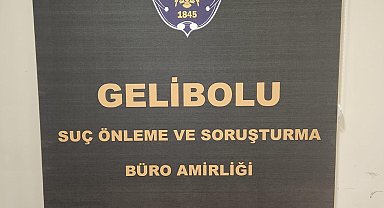 1845
GELİBOLU
SUÇ ÖNLEME VE SORUŞTURMA
BÜRO AMİRLİĞİ